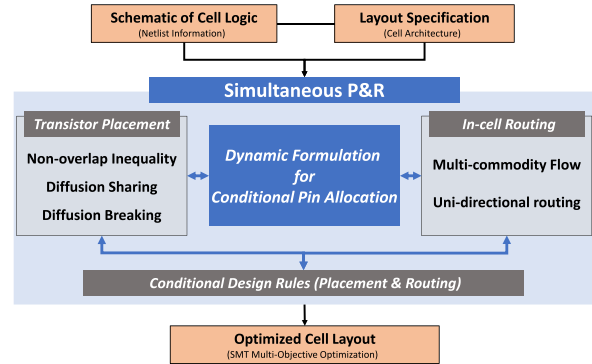 Schematic of Cell Logic
(Netlist Information)
Layout Specification
(Cell Architecture)
Simultaneous P&R
Transistor Placement
Non-overlap Inequality
Diffusion Sharing
Diffusion Breaking
Dynamic Formulation
for
Conditional Pin Allocation
In-cell Routing
Multi-commodity Flow
Uni-directional routing
Conditional Design Rules (Placement & Routing)
Optimized Cell Layout
(SMT Multi-Objective Optimization)